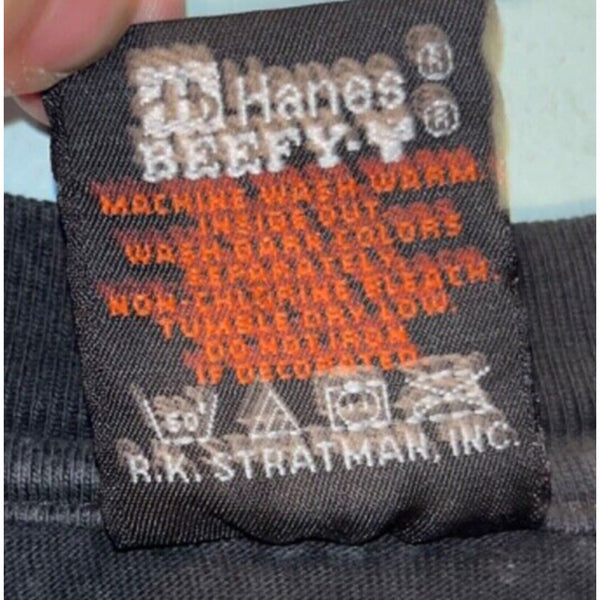 Hanes ®
BEEFY-T ®
MACHINE WASH WARM
INSIDE OUT
WASH DARK COLORS
SEPARATELY
NON-CHLORINE BLEACH.
TUMBLE DRY LOW
DO NOT IRON
IF DECORATED
R.K. STRATMAN, INC.